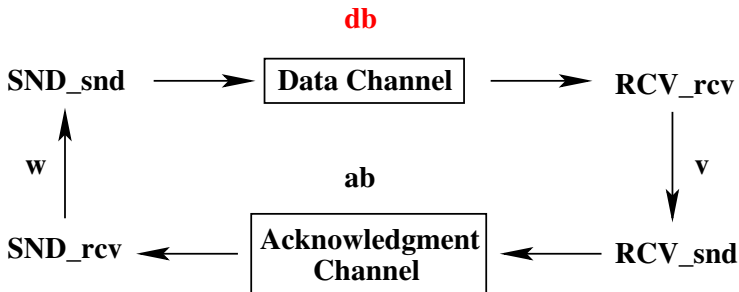 db
SND_snd
Data Channel
RCV_rcv
w
ab
v
SND_rcv
Acknowledgment
Channel
RCV_snd